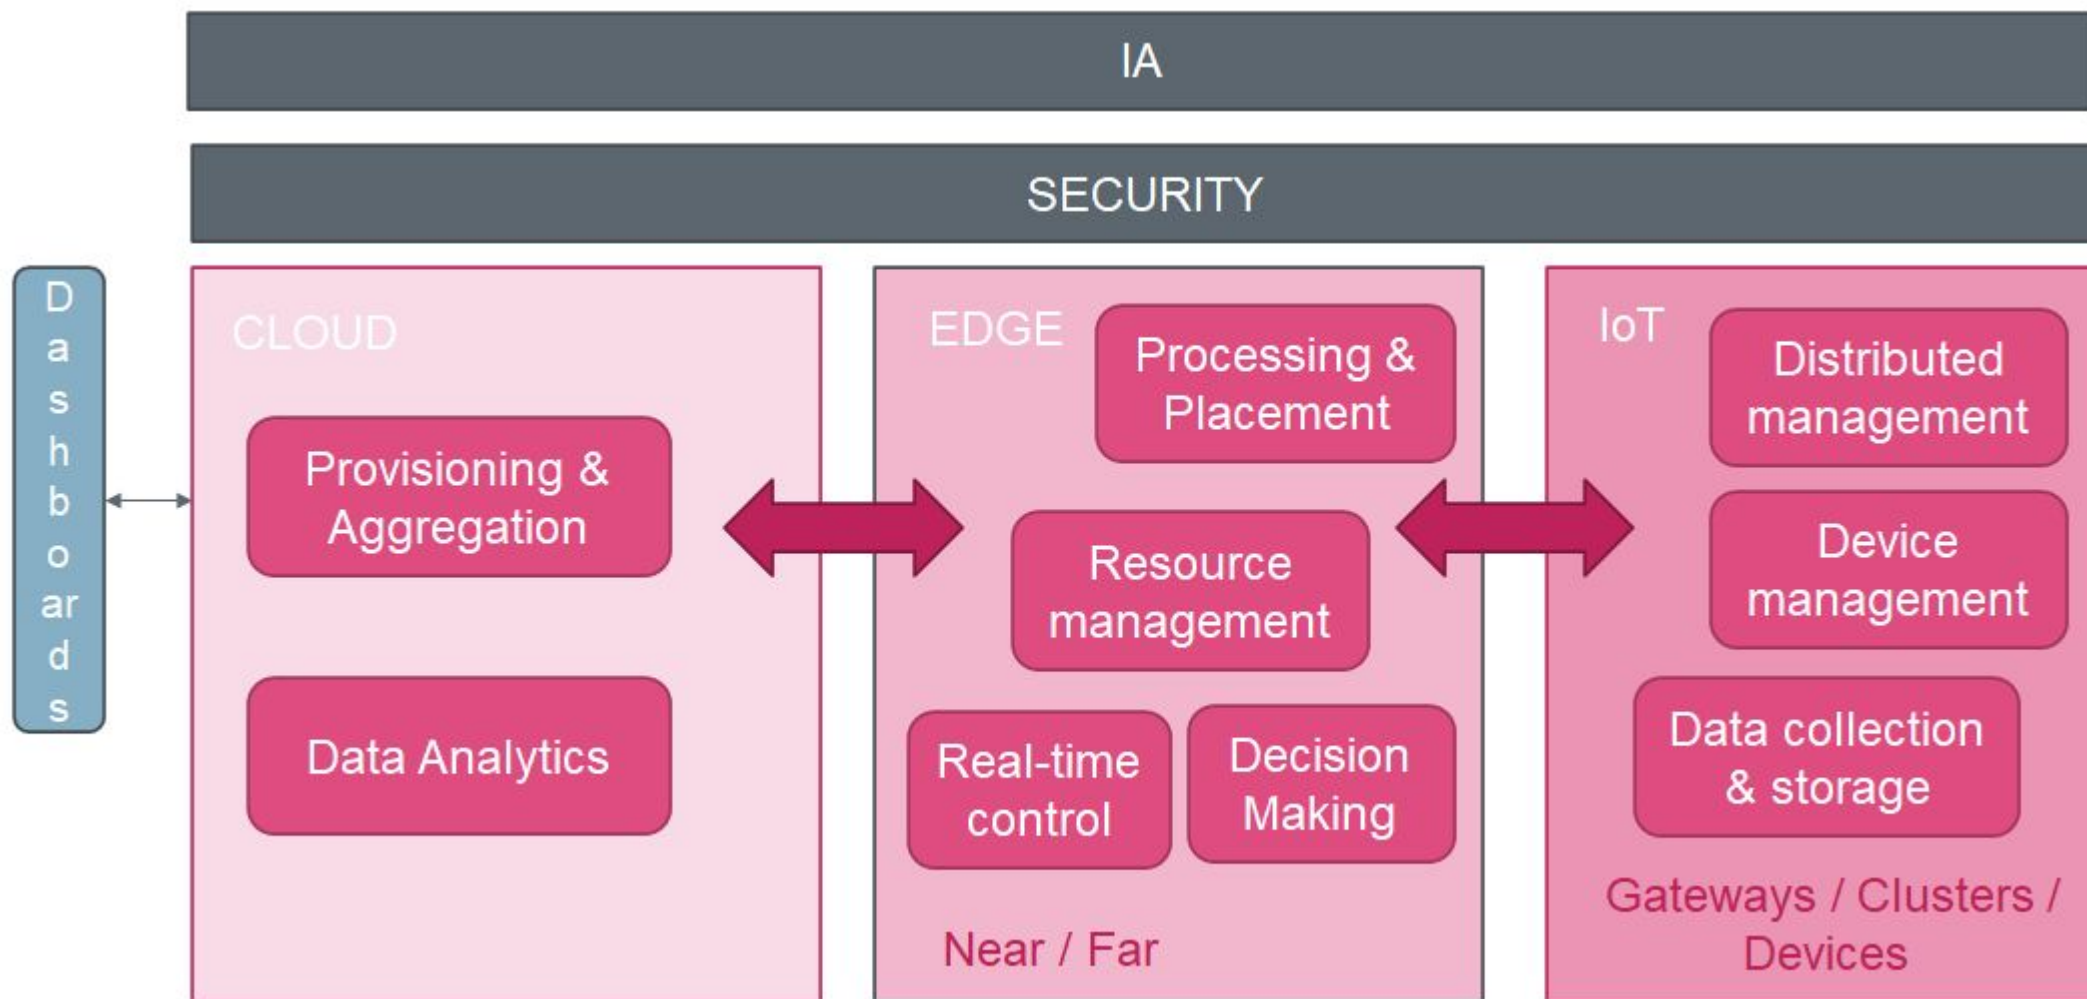 IA
SECURITY
D
a
s
h
b
o
ar
d
s
CLOUD
Provisioning &
Aggregation
Data Analytics
EDGE
Processing &
Placement
Resource
management
Real-time
control
Decision
Making
Near / Far
IoT
Distributed
management
Device
management
Data collection
& storage
Gateways / Clusters /
Devices